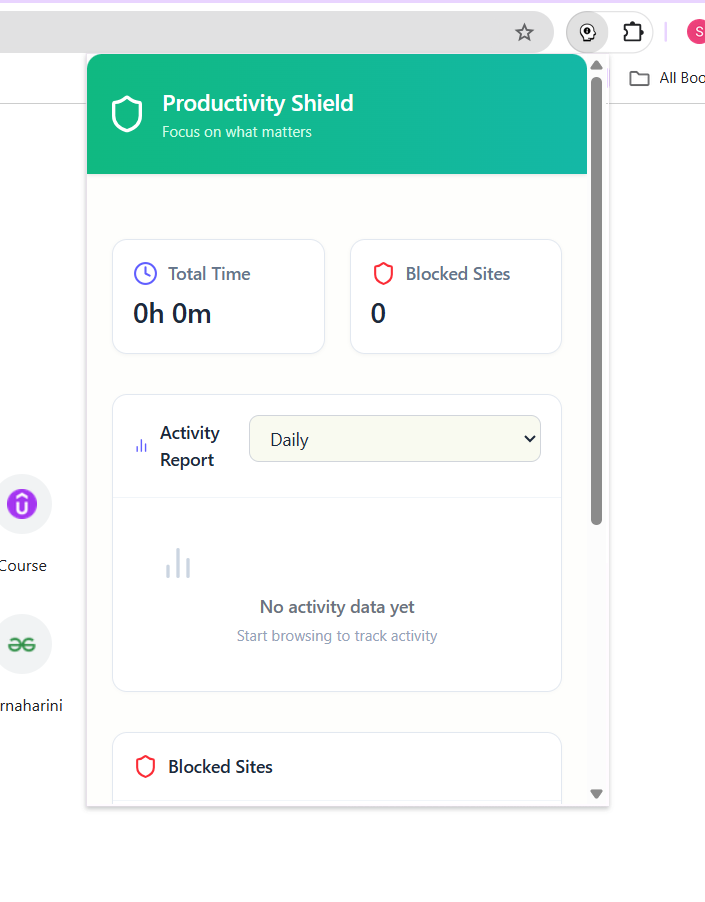 S
All Boo
Productivity Shield
Focus on what matters
Total Time
0h 0m
Blocked Sites
0
Activity
Report
Daily
No activity data yet
Start browsing to track activity
Course
rnaharini
Blocked Sites